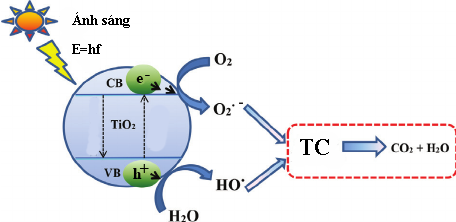 Ánh sáng
E=hf
CB
e⁻
O₂
O₂•⁻
TiO₂
TC
CO₂ + H₂O
VB
h⁺
HO•
H₂O